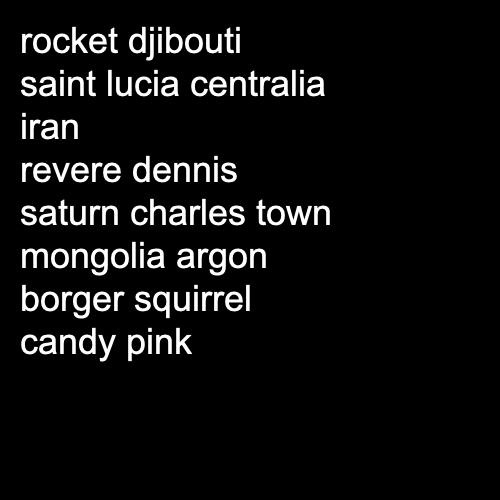 rocket djibouti
saint lucia centralia
iran
revere dennis
saturn charles town
mongolia argon
borger squirrel
candy pink